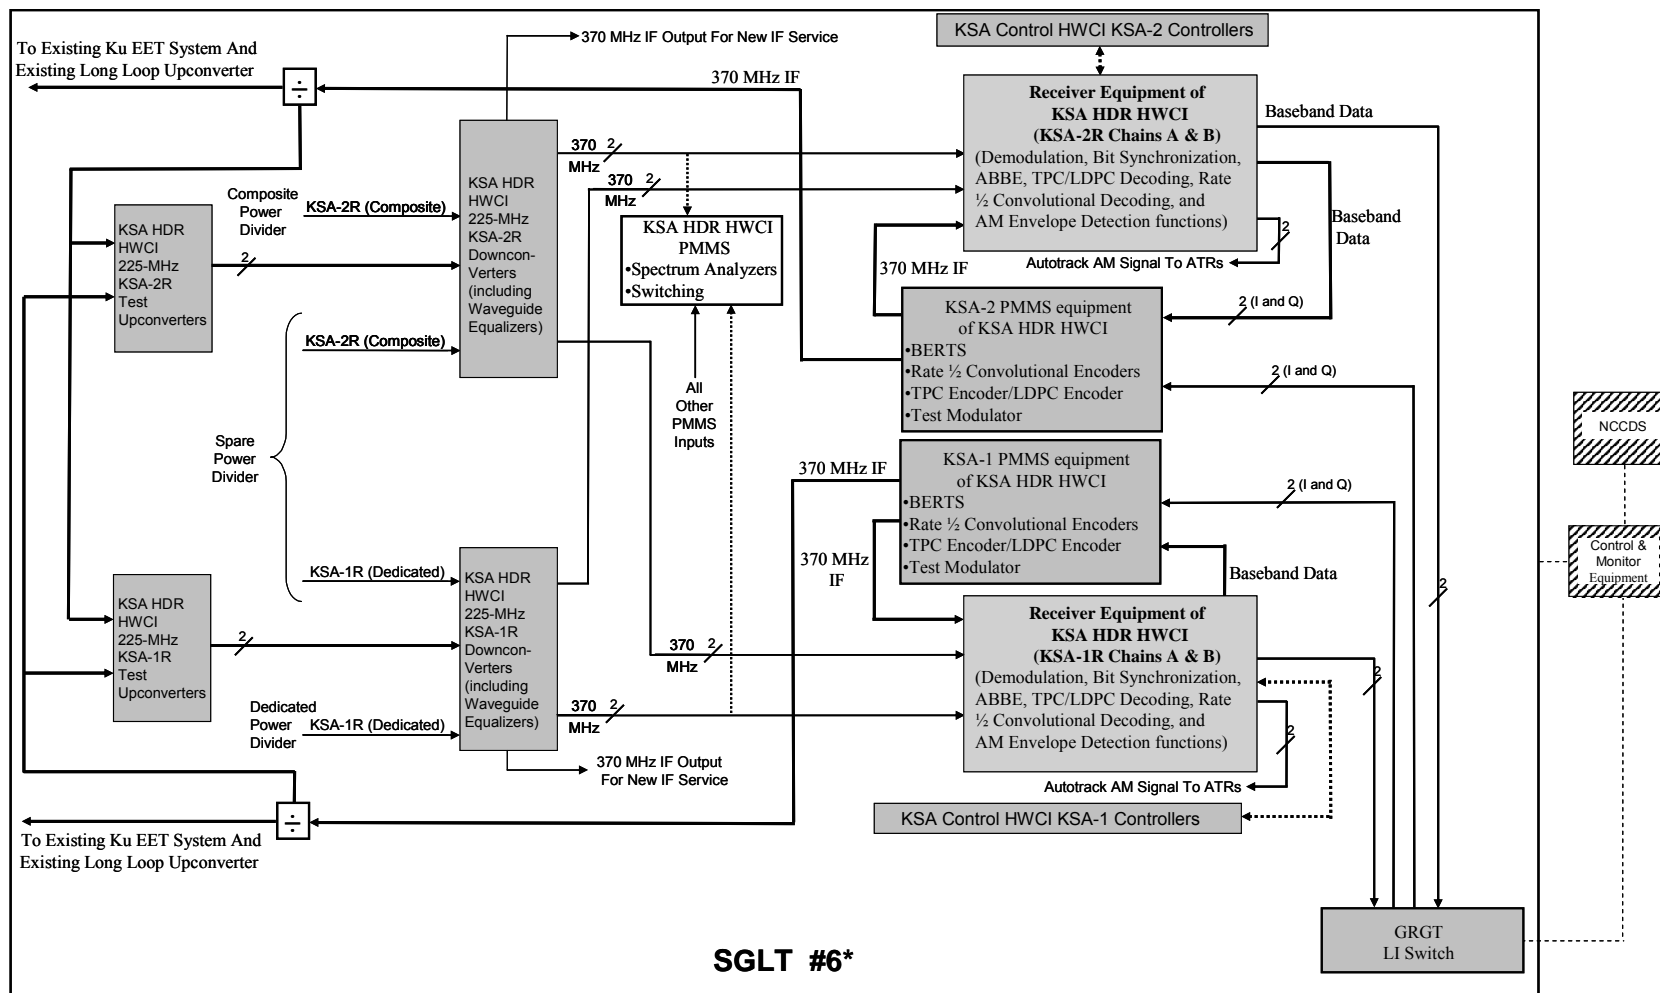 To Existing Ku EET System And
Existing Long Loop Upconverter
÷
370 MHz IF Output For New IF Service
370 MHz IF
KSA Control HWCI KSA-2 Controllers
Receiver Equipment of
KSA HDR HWCI
(KSA-2R Chains A & B)
(Demodulation, Bit Synchronization,
ABBE, TPC/LDPC Decoding, Rate
½ Convolutional Decoding, and
AM Envelope Detection functions)
Baseband Data
Baseband
Data
2
Autotrack AM Signal To ATRs
370
MHz
2
370
MHz
2
KSA HDR
HWCI
225-MHz
KSA-2R
Downcon-
Verters
(including
Waveguide
Equalizers)
Composite
Power
Divider
KSA-2R (Composite)
KSA HDR
HWCI
225-MHz
KSA-2R
Test
Upconverters
2
KSA-2R (Composite)
KSA HDR HWCI
PMMS
•Spectrum Analyzers
•Switching
All
Other
PMMS
Inputs
370 MHz IF
KSA-2 PMMS equipment
of KSA HDR HWCI
•BERTS
•Rate ½ Convolutional Encoders
•TPC Encoder/LDPC Encoder
•Test Modulator
2 (I and Q)
2 (I and Q)
NCCDS
Spare
Power
Divider
370 MHz IF
KSA-1 PMMS equipment
of KSA HDR HWCI
•BERTS
•Rate ½ Convolutional Encoders
•TPC Encoder/LDPC Encoder
•Test Modulator
2 (I and Q)
370 MHz
IF
Baseband Data
2
Control &
Monitor
Equipment
KSA-1R (Dedicated)
KSA HDR
HWCI
225-MHz
KSA-1R
Downcon-
Verters
(including
Waveguide
Equalizers)
KSA HDR
HWCI
225-MHz
KSA-1R
Test
Upconverters
2
Dedicated
Power
Divider
KSA-1R (Dedicated)
370
MHz
2
370
MHz
2
Receiver Equipment of
KSA HDR HWCI
(KSA-1R Chains A & B)
(Demodulation, Bit Synchronization,
ABBE, TPC/LDPC Decoding, Rate
½ Convolutional Decoding, and
AM Envelope Detection functions)
2
2
370 MHz IF Output
For New IF Service
Autotrack AM Signal To ATRs
÷
KSA Control HWCI KSA-1 Controllers
To Existing Ku EET System And
Existing Long Loop Upconverter
GRGT
LI Switch
SGLT #6*